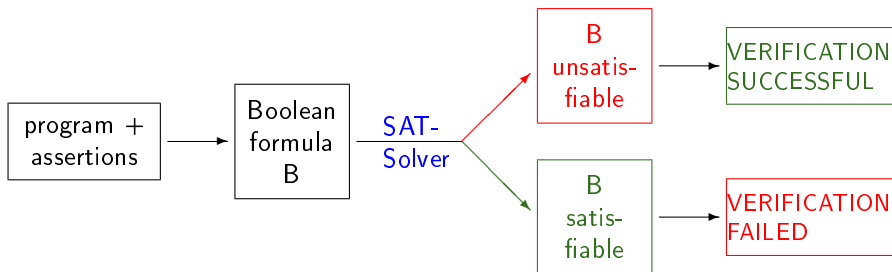 program +
assertions
Boolean
formula
B
SAT-
Solver
B
unsatis-
fiable
VERIFICATION
SUCCESSFUL
B
satis-
fiable
VERIFICATION
FAILED